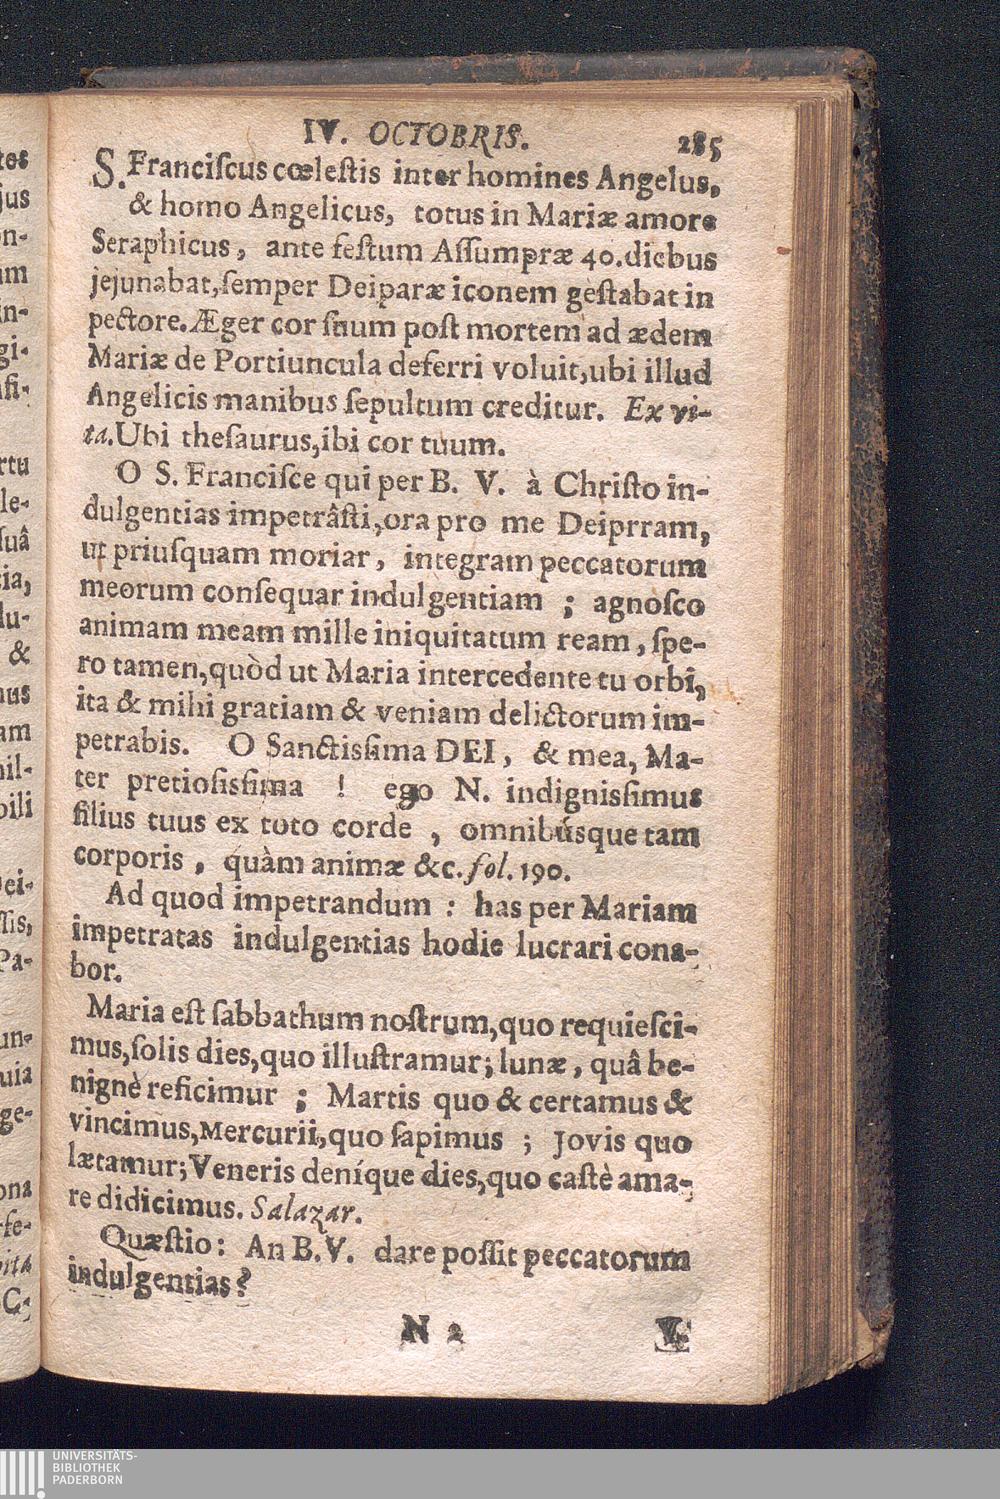 IV. OCTOBRIS. 285
S. Franciſcus cœleſtis inter homines Angelus,
& homo Angelicus, totus in Mariæ amore
Seraphicus, ante feſtum Aſſumpræ 40. diebus
jejunabat, ſemper Deiparæ iconem geſtabat in
pectore. Æger cor ſnum poſt mortem ad ædem
Mariæ de Portiuncula deferri voluit, ubi illud
Angelicis manibus ſepultum creditur. Ex vi-
ta. Ubi theſaurus, ibi cor tuum.
O S. Franciſce qui per B. V. à Chriſto in-
dulgentias impetrâſti, ora pro me Deiprram,
ut priuſquam moriar, integram peccatorum
meorum conſequar indulgentiam ; agnoſco
animam meam mille iniquitatum ream, ſpe-
ro tamen, quòd ut Maria intercedente tu orbi,
ita & mihi gratiam & veniam delictorum im-
petrabis. O Sanctisſima DEI, & mea, Ma-
ter pretioſisſima ! ego N. indigniſſimus
filius tuus ex toto corde , omnibúsque tam
corporis , quàm animæ &c. fol. 190.
Ad quod impetrandum : has per Mariam
impetratas indulgentias hodie lucrari cona-
bor.
Maria eſt ſabbathum noſtrum, quo requieſci-
mus, ſolis dies, quo illuſtramur; lunæ, quâ be-
nignè reficimur ; Martis quo & certamus &
vincimus, Mercurii, quo ſapimus ; Jovis quo
lætamur; Veneris deníque dies, quo caſtè ama-
re didicimus. Salazar.
Quæſtio: An B. V. dare poſſit peccatorum
indulgentias?
N 2 V.
UNIVERSITÄTS-
BIBLIOTHEK
PADERBORN